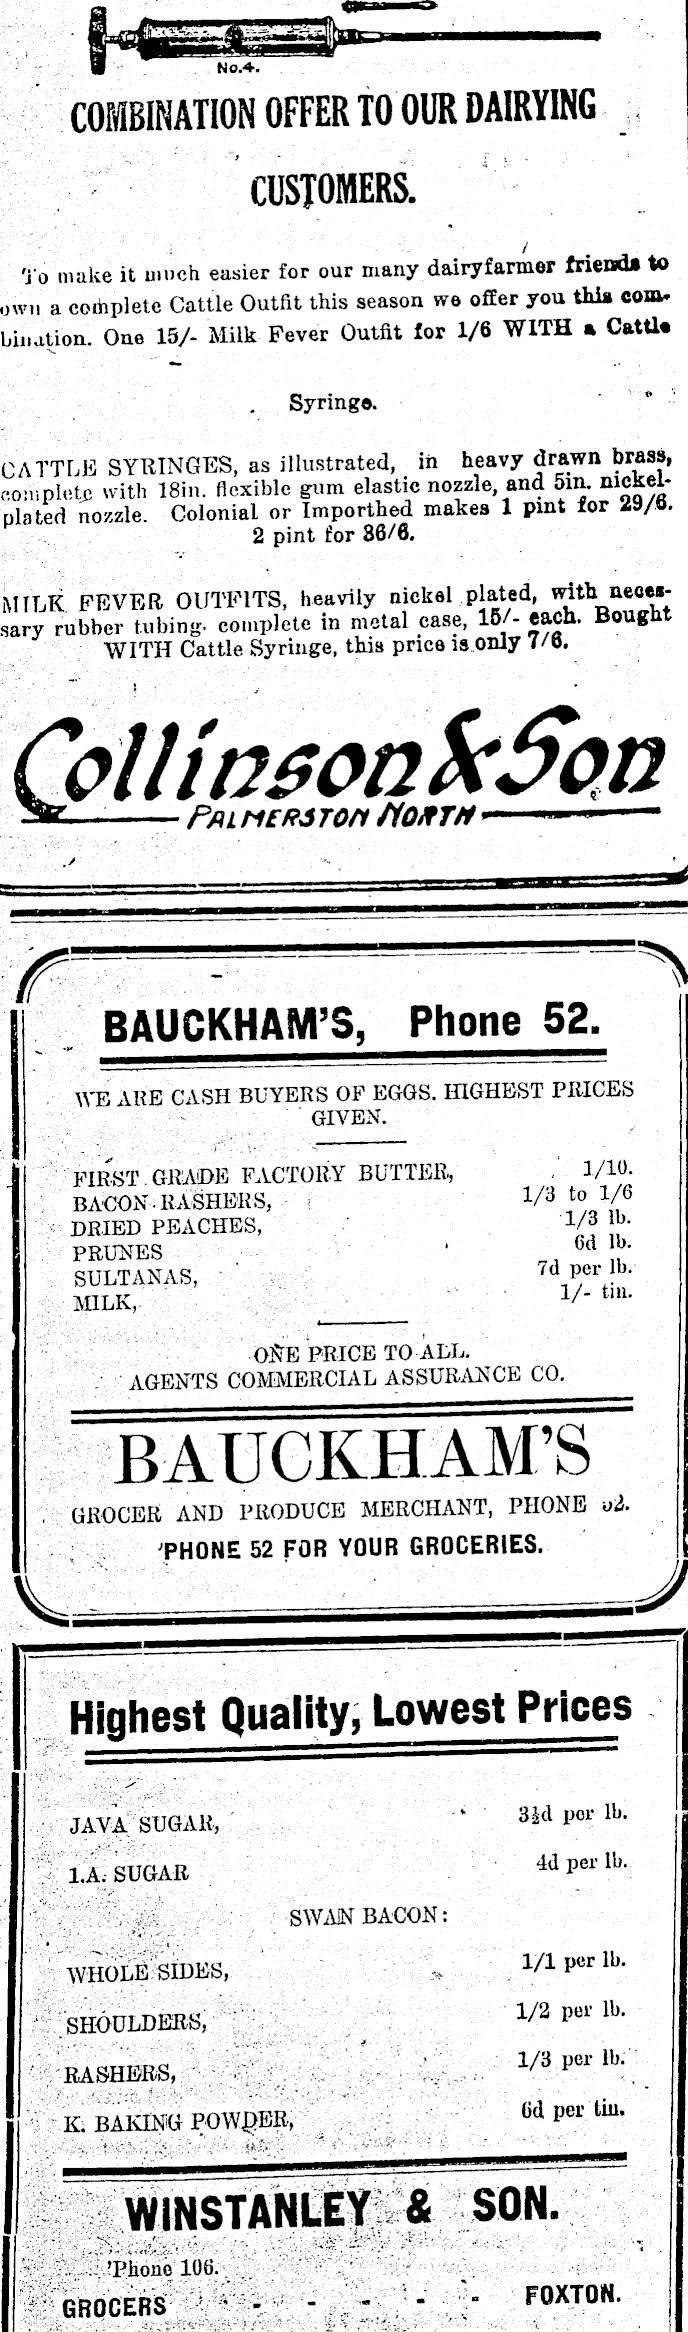 No.4.
COMBINATION OFFER TO OUR DAIRYING
CUSTOMERS.
To make it much easier for our many dairyfarmer friends to
own a complete Cattle Outfit this season we offer you this com-
bination. One 15/- Milk Fever Outfit for 1/6 WITH a Cattle
Syringe.
CATTLE SYRINGES, as illustrated, in heavy drawn brass,
complete with 18in. flexible gum elastic nozzle, and 5in. nickel-
plated nozzle. Colonial or Importhed makes 1 pint for 29/6.
2 pint for 36/6.
MILK FEVER OUTFITS, heavily nickel plated, with neces-
sary rubber tubing. complete in metal case, 15/- each. Bought
WITH Cattle Syringe, this price is only 7/6.
Collinson & Son
PALMERSTON NORTH
BAUCKHAM'S, Phone 52.
WE ARE CASH BUYERS OF EGGS. HIGHEST PRICES
GIVEN.
FIRST GRADE FACTORY BUTTER, 1/10.
BACON RASHERS, 1/3 to 1/6
DRIED PEACHES, 1/3 lb.
PRUNES 6d lb.
SULTANAS, 7d per lb.
MILK, 1/- tin.
ONE PRICE TO ALL.
AGENTS COMMERCIAL ASSURANCE CO.
BAUCKHAM'S
GROCER AND PRODUCE MERCHANT, PHONE 52.
'PHONE 52 FOR YOUR GROCERIES.
Highest Quality, Lowest Prices
JAVA SUGAR, 3½d per lb.
1.A. SUGAR 4d per lb.
SWAN BACON:
WHOLE SIDES, 1/1 per lb.
SHOULDERS, 1/2 per lb.
RASHERS, 1/3 per lb.
K. BAKING POWDER, 6d per tin.
WINSTANLEY & SON.
'Phone 106.
GROCERS - - - - - FOXTON.